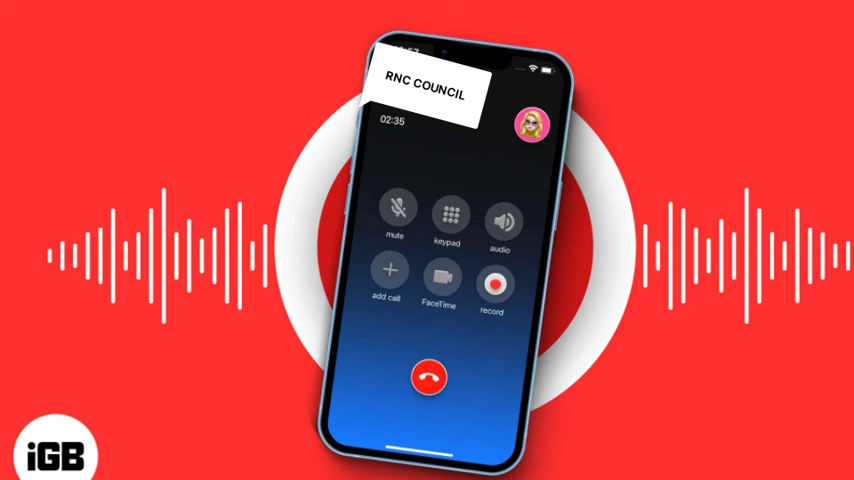 RNC COUNCIL
02:35
mute
keypad
audio
add call
FaceTime
record
iGB